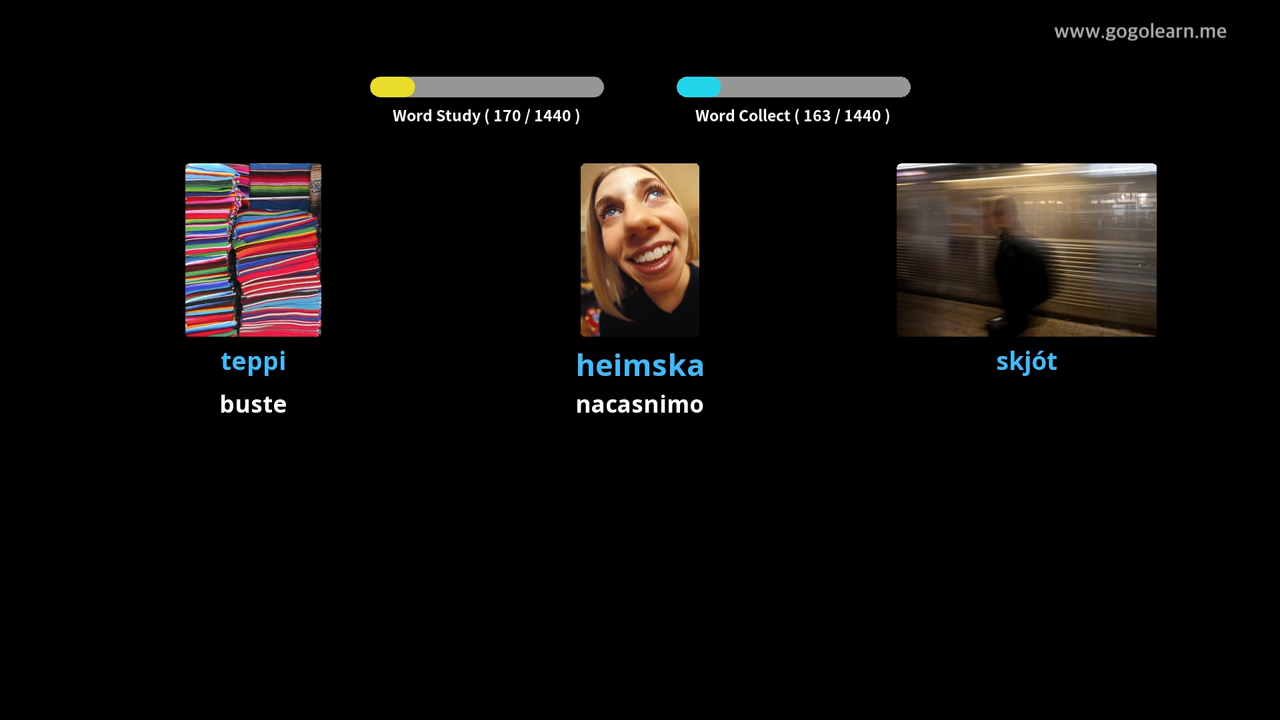 www.gogolearn.me
Word Study ( 170 / 1440 )
Word Collect ( 163 / 1440 )
teppi
heimska
skjót
buste
nacasnimo